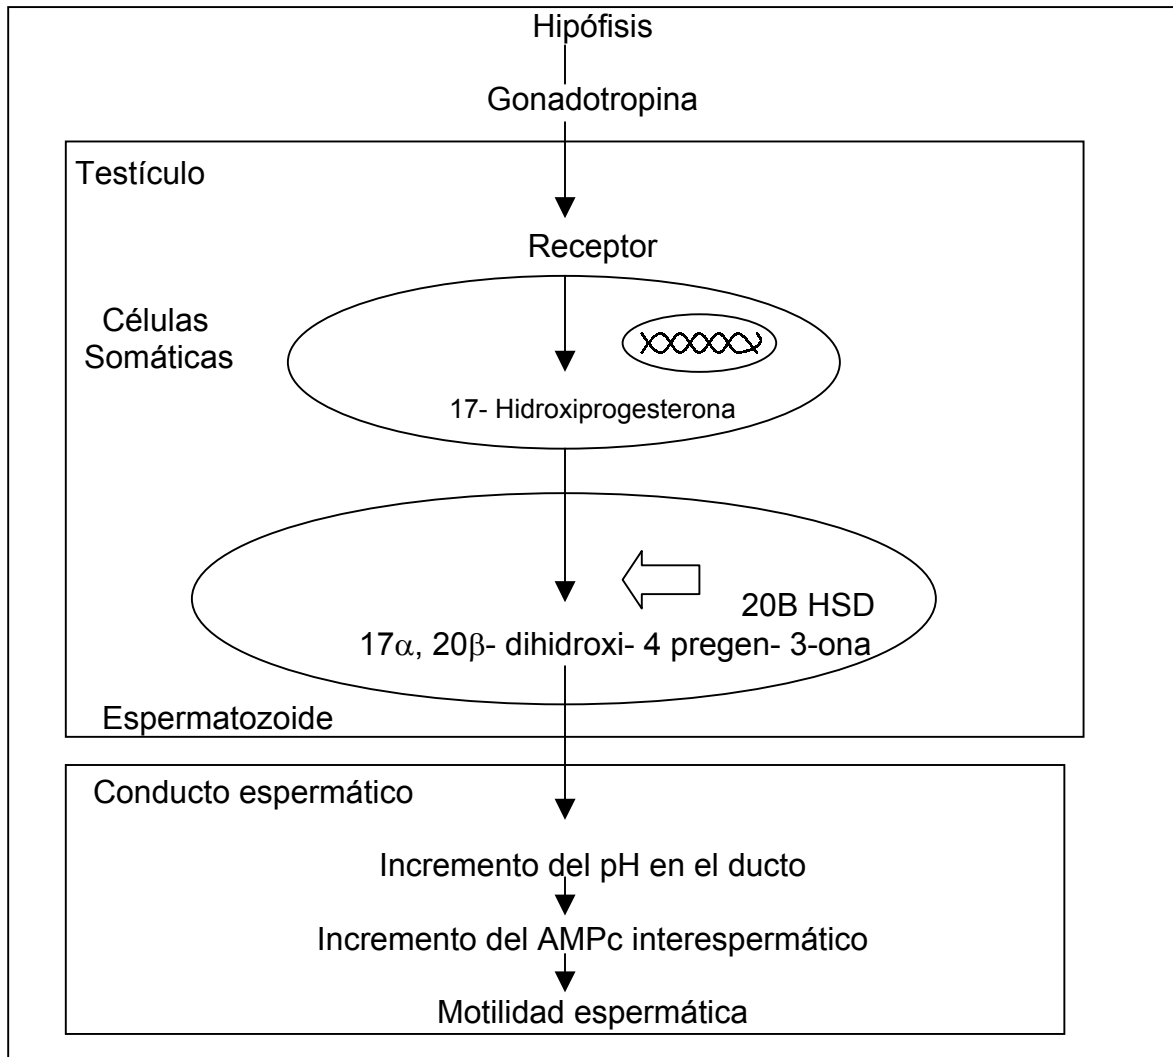 Hipófisis
Gonadotropina
Testículo
Receptor
Células
Somáticas
17- Hidroxiprogesterona
20B HSD
17α, 20β- dihidroxi- 4 pregen- 3-ona
Espermatozoide
Conducto espermático
Incremento del pH en el ducto
Incremento del AMPc interespermático
Motilidad espermática